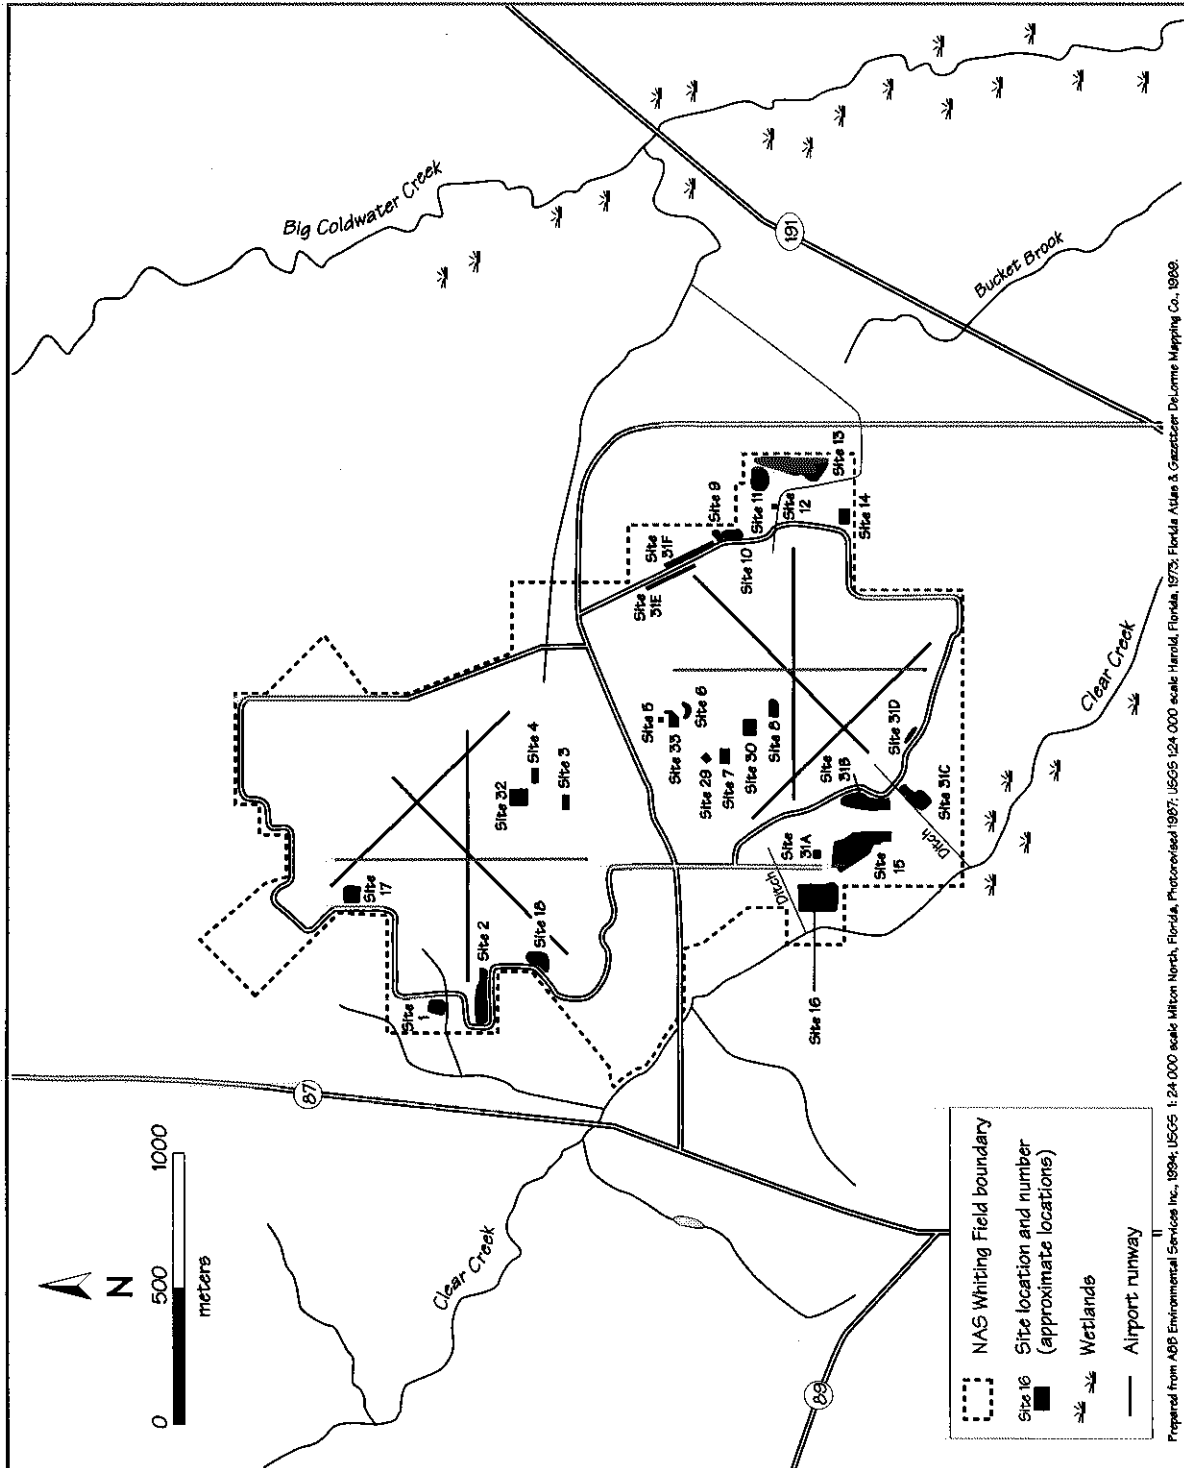 Big Coldwater Creek
191
Bucket Brook
Site 9
Site 11
Site 13
Site 12
Site 14
Site 31F
Site 10
Site 31E
Site 5
Site 6
Site 33
Site 29
Site 7
Site 30
Site 8
Site 31B
Site 31D
Site 31C
Ditch
Site 31A
Site 15
Ditch
Site 16
Clear Creek
Site 4
Site 32
Site 3
Site 17
Site 2
Site 18
Site 1
87
Clear Creek
89
0 500 1000
meters
N
NAS Whiting Field boundary
Site 16 Site location and number
(approximate locations)
Wetlands
Airport runway
Prepared from ABB Environmental Services Inc., 1994; USGS 1:24 000 scale Milton North, Florida, Photorevised 1987; USGS 1:24 000 scale Harold, Florida, 1973; Florida Atlas & Gazetteer DeLorme Mapping Co., 1989.